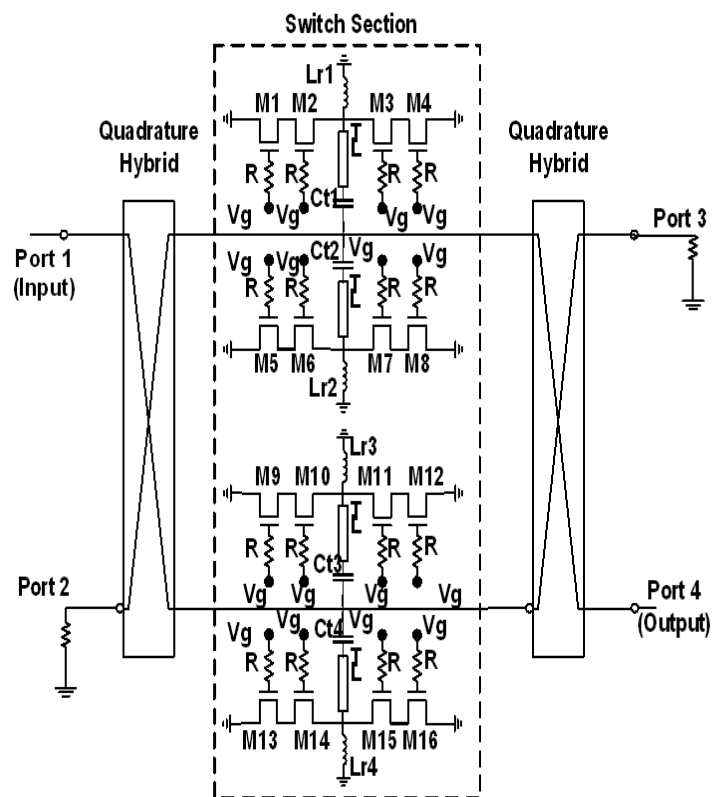 Switch Section
Lr1
M1 M2 M3 M4
Quadrature
Hybrid
Quadrature
Hybrid
T
R R R R
Ct1
Vg Vg Vg Vg
Port 3
Port 1
(Input)
Vg Vg Ct2 Vg Vg
R R T R R
M5 M6 M7 M8
Lr2
Lr3
M9 M10 M11 M12
T
R R R R
Ct3
Port 2
Vg Vg Vg Vg
Port 4
(Output)
Vg Vg Ct4 Vg Vg
R R T R R
M13 M14 M15 M16
Lr4